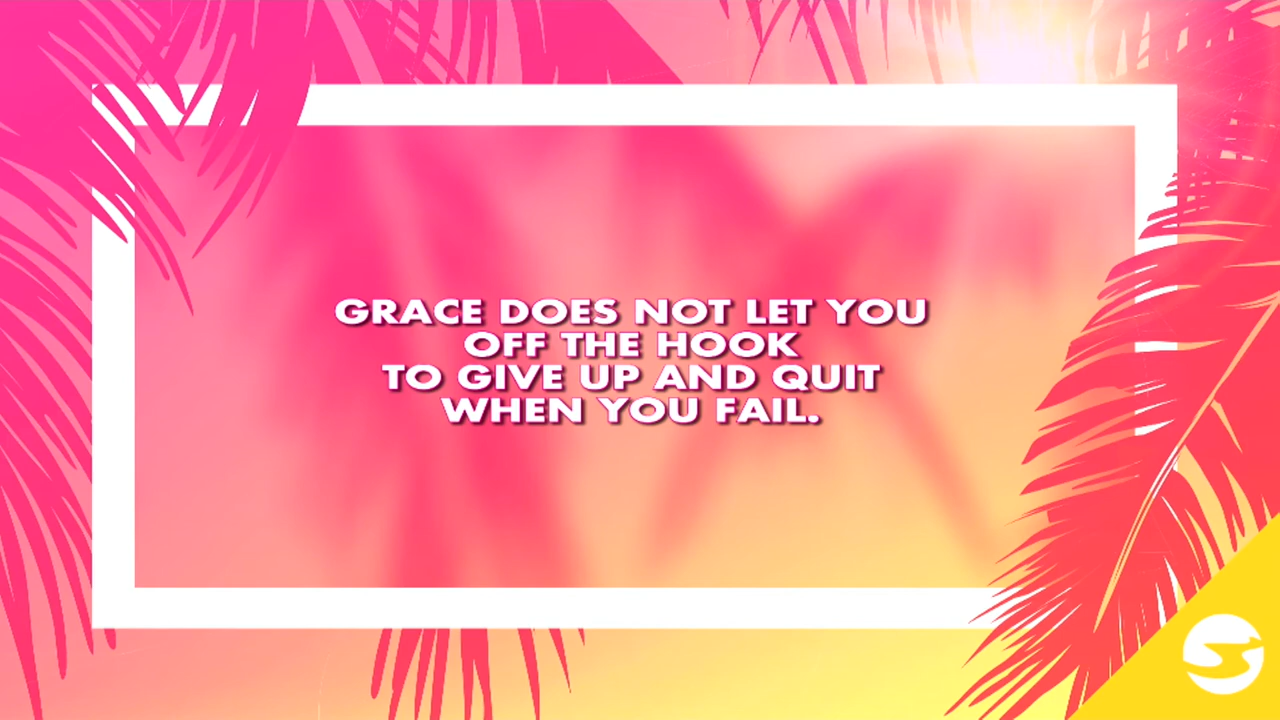 GRACE DOES NOT LET YOU
OFF THE HOOK
TO GIVE UP AND QUIT
WHEN YOU FAIL.